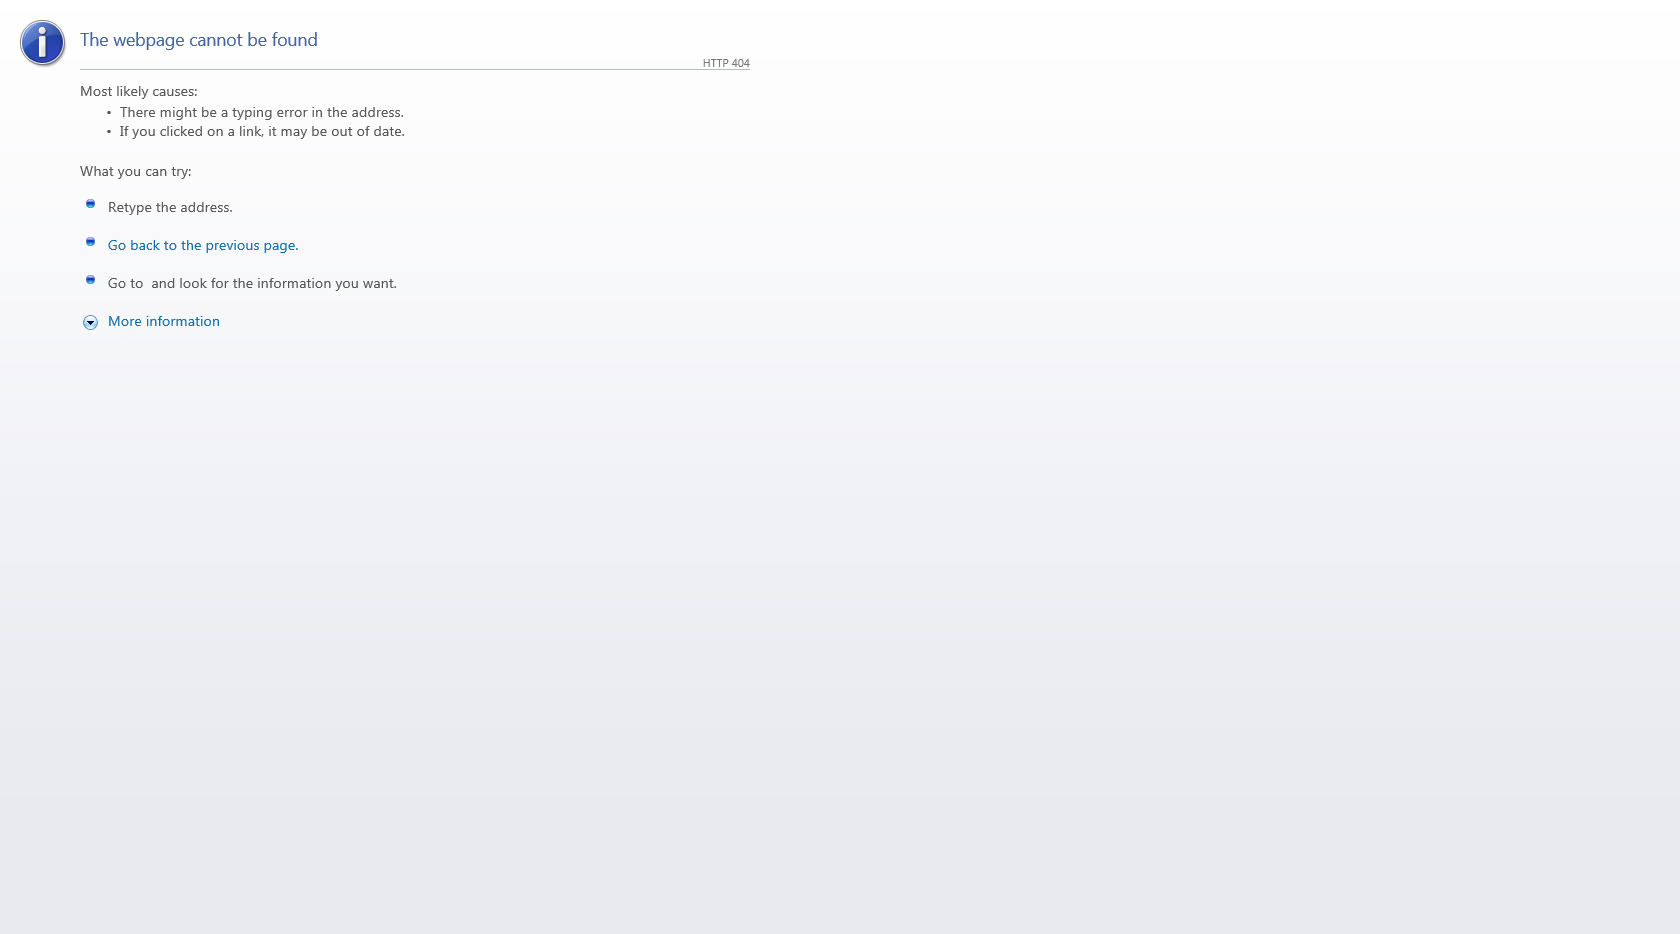 The webpage cannot be found
HTTP 404
Most likely causes:
• There might be a typing error in the address.
• If you clicked on a link, it may be out of date.
What you can try:
Retype the address.
Go back to the previous page.
Go to  and look for the information you want.
More information